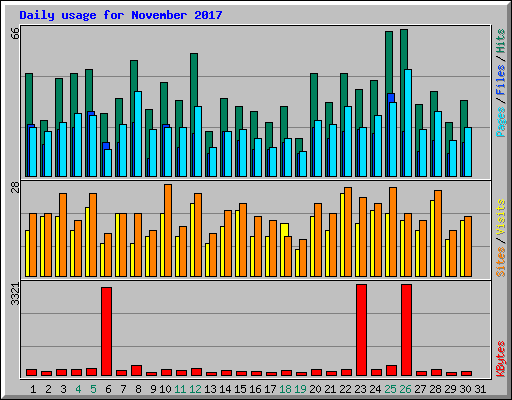 Daily usage for November 2017
66
28
3321
Pages / Files / Hits
Sites / Visits
KBytes
1 2 3 4 5 6 7 8 9 10 11 12 13 14 15 16 17 18 19 20 21 22 23 24 25 26 27 28 29 30 31